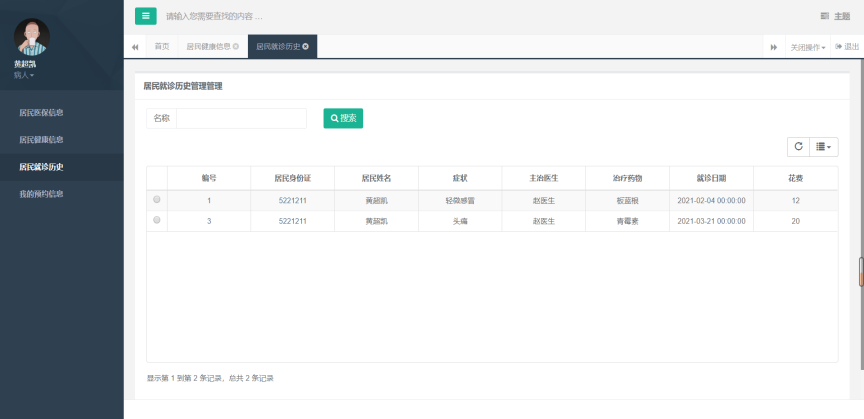 请输入您需要查找的内容 ...
主题
黄超凯
病人
首页
居民健康信息
居民就诊历史
关闭操作
退出
居民医保信息
居民健康信息
居民就诊历史
我的预约信息
居民就诊历史管理管理
名称
搜索
编号 居民身份证 居民姓名 症状 主治医生 治疗药物 就诊日期 花费
1 5221211 黄超凯 轻微感冒 赵医生 板蓝根 2021-02-04 00:00:00 12
3 5221211 黄超凯 头痛 赵医生 青霉素 2021-03-21 00:00:00 20
显示第 1 到第 2 条记录，总共 2 条记录